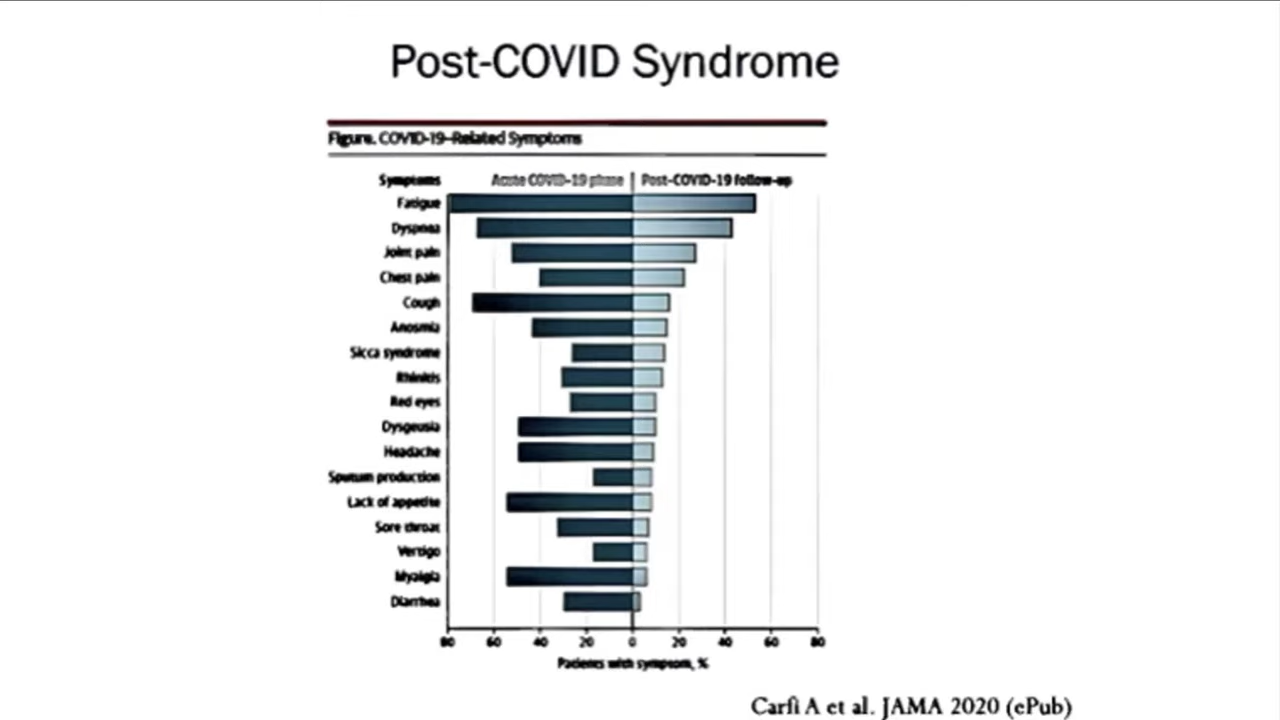 Post-COVID Syndrome
Figure. COVID-19–Related Symptoms
Symptoms Acute COVID-19 phase Post-COVID-19 follow-up
Fatigue
Dyspnea
Joint pain
Chest pain
Cough
Anosmia
Sicca syndrome
Rhinitis
Red eyes
Dysgeusia
Headache
Sputum production
Lack of appetite
Sore throat
Vertigo
Myalgia
Diarrhea
80 60 40 20 0 20 40 60 80
Patients with symptom, %
Carfì A et al. JAMA 2020 (ePub)